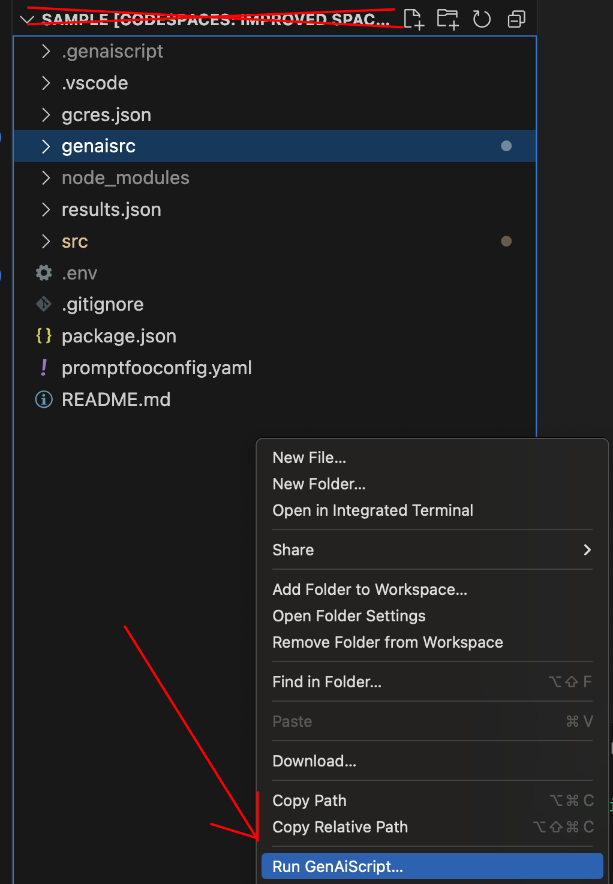 SAMPLE [CODESPACES: IMPROVED SPAC...
.genaiscript
.vscode
gcres.json
genaisrc
node_modules
results.json
src
.env
.gitignore
{} package.json
! promptfooconfig.yaml
README.md
New File...
New Folder...
Open in Integrated Terminal
Share
Add Folder to Workspace...
Open Folder Settings
Remove Folder from Workspace
Find in Folder... ⌥⇧ F
Paste ⌘ V
Download...
Copy Path ⌥⌘ C
Copy Relative Path ⌥⇧⌘ C
Run GenAiScript...